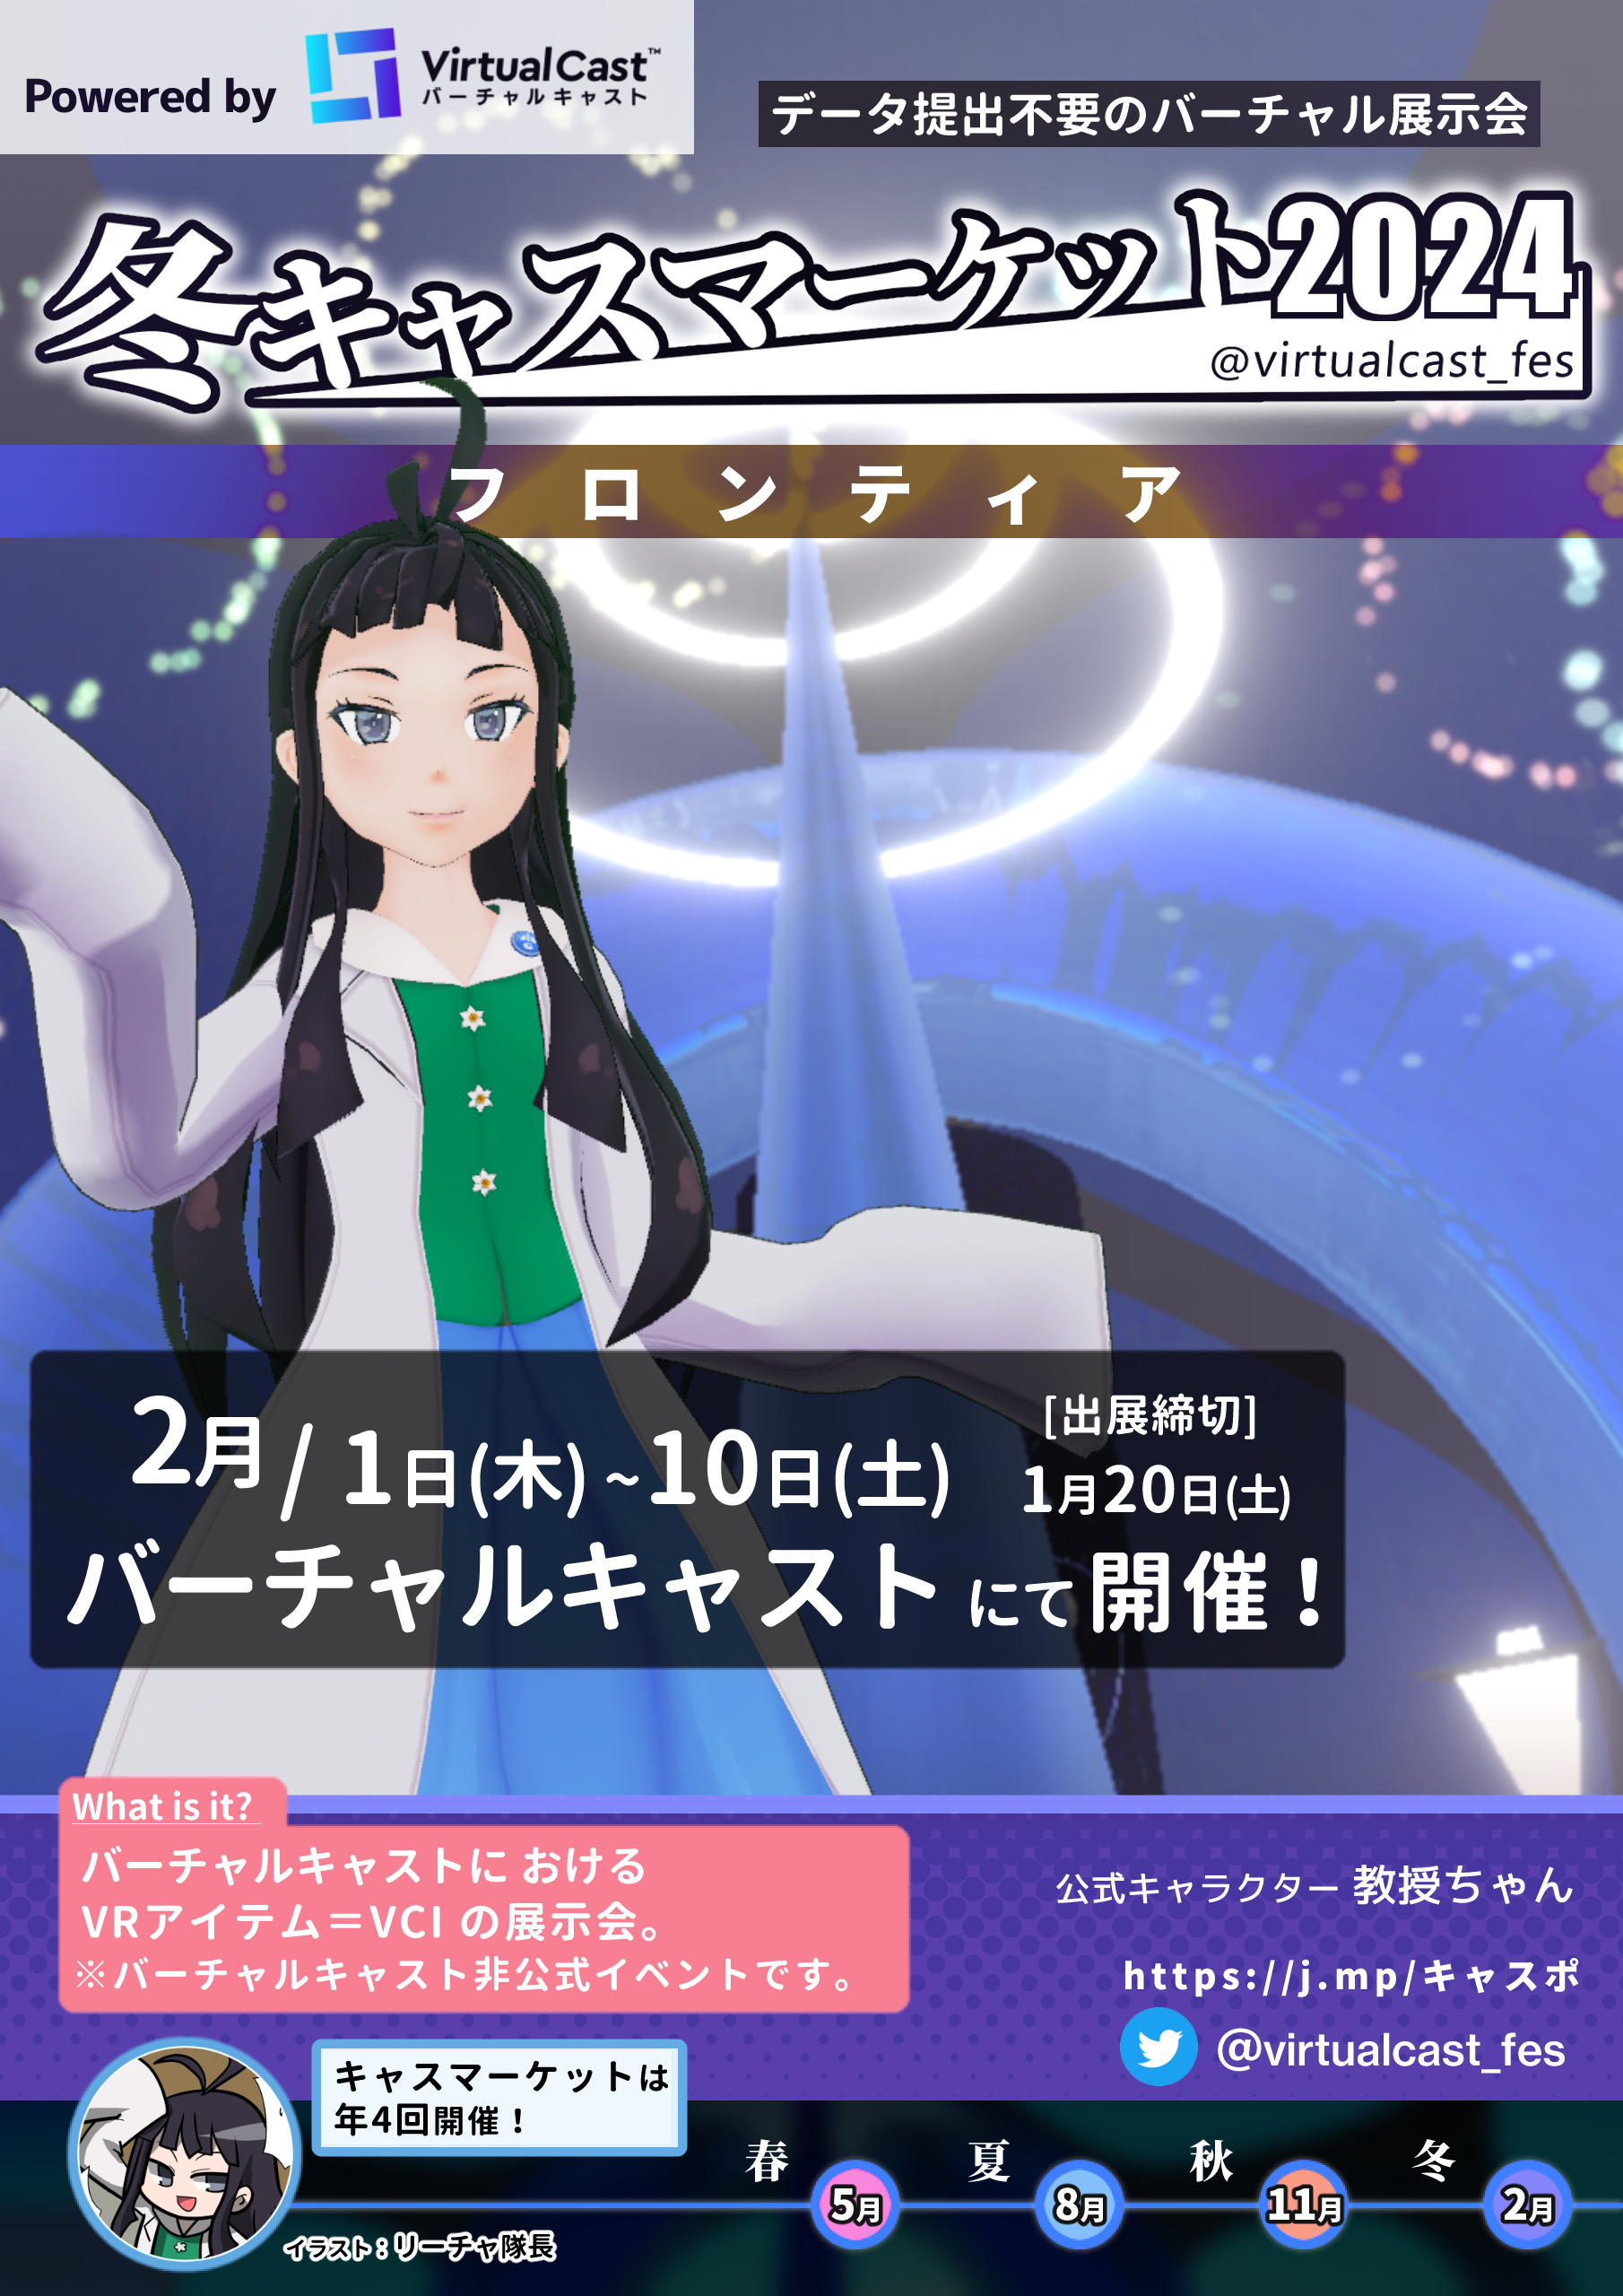 Powered by
VirtualCast™
バーチャルキャスト
データ提出不要のバーチャル展示会
冬キャスマーケット2024
@virtualcast_fes
フロンティア
2月/1日(木)~10日(土)
[出展締切]
1月20日(土)
バーチャルキャストにて開催!
What is it?
バーチャルキャストに おける
VRアイテム=VCI の展示会。
※バーチャルキャスト非公式イベントです。
公式キャラクター 教授ちゃん
https://j.mp/キャスポ
@virtualcast_fes
キャスマーケットは
年4回開催!
春 5月 夏 8月 秋 11月 冬 2月
イラスト:リーチャ隊長